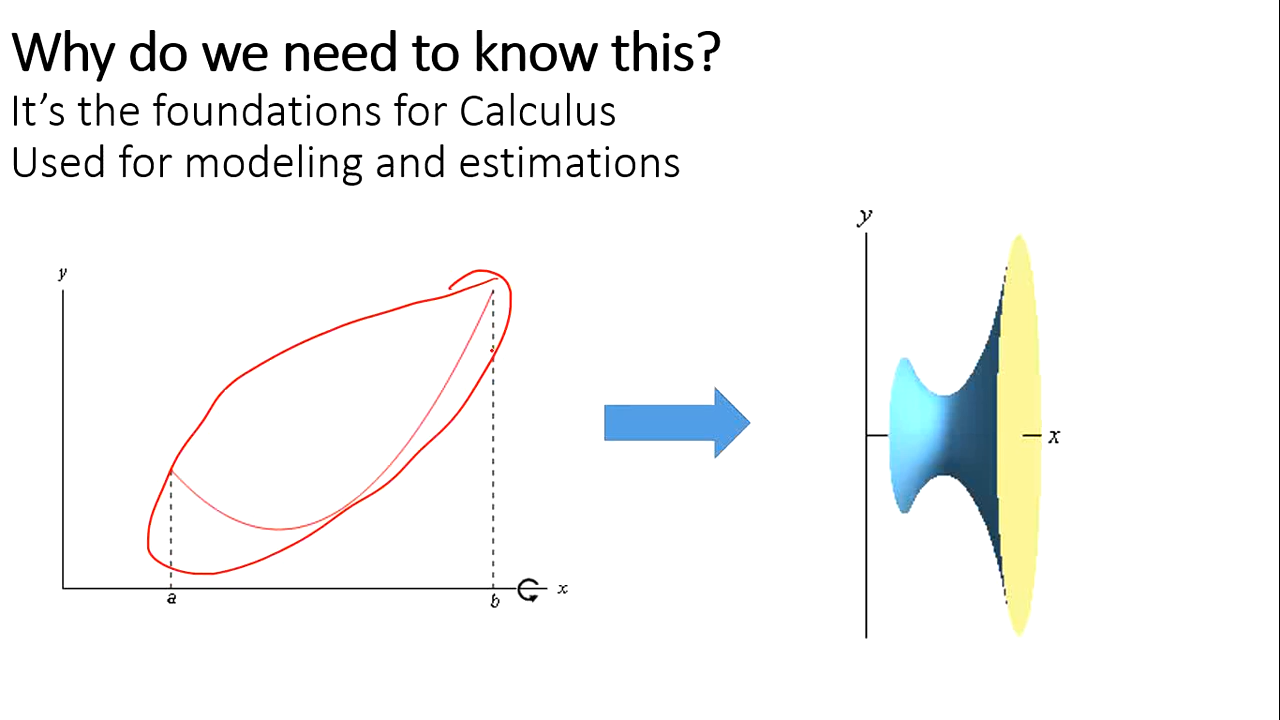 Why do we need to know this?
It's the foundations for Calculus
Used for modeling and estimations
y
a
b
x
y
x